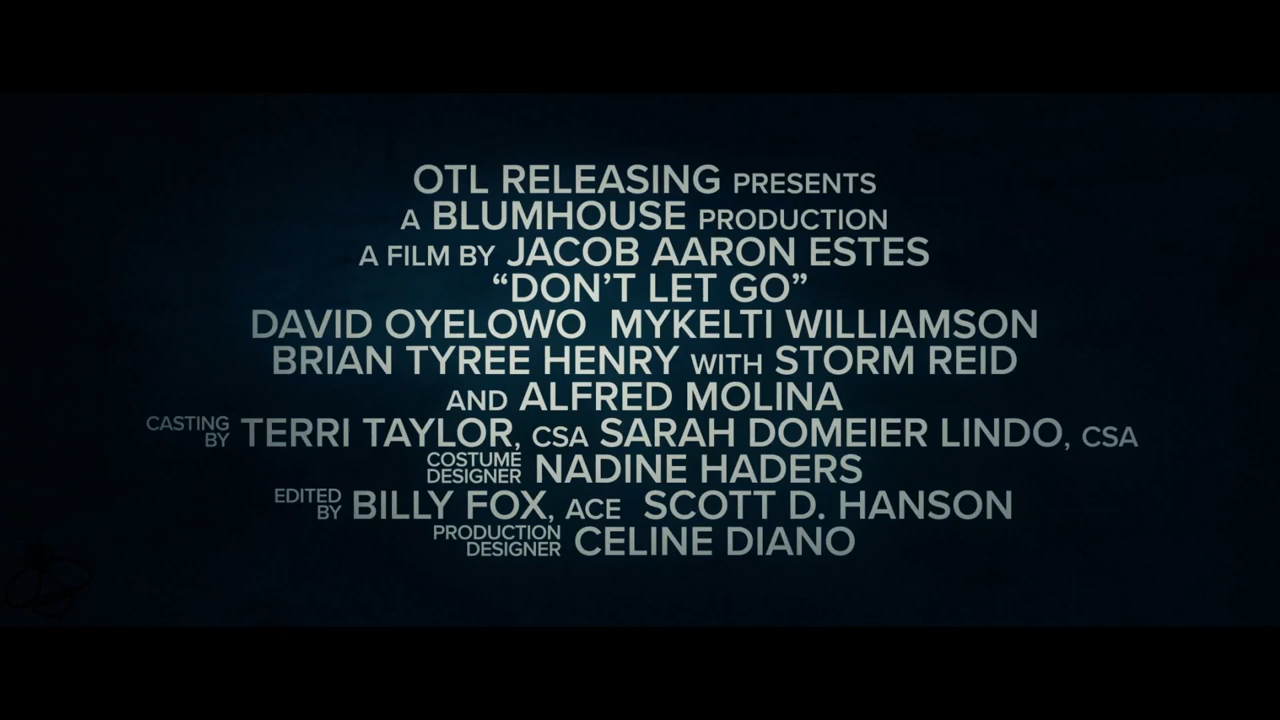 OTL RELEASING PRESENTS
A BLUMHOUSE PRODUCTION
A FILM BY JACOB AARON ESTES
“DON’T LET GO”
DAVID OYELOWO MYKELTI WILLIAMSON
BRIAN TYREE HENRY WITH STORM REID
AND ALFRED MOLINA
CASTING BY TERRI TAYLOR, CSA SARAH DOMEIER LINDO, CSA
COSTUME DESIGNER NADINE HADERS
EDITED BY BILLY FOX, ACE SCOTT D. HANSON
PRODUCTION DESIGNER CELINE DIANO